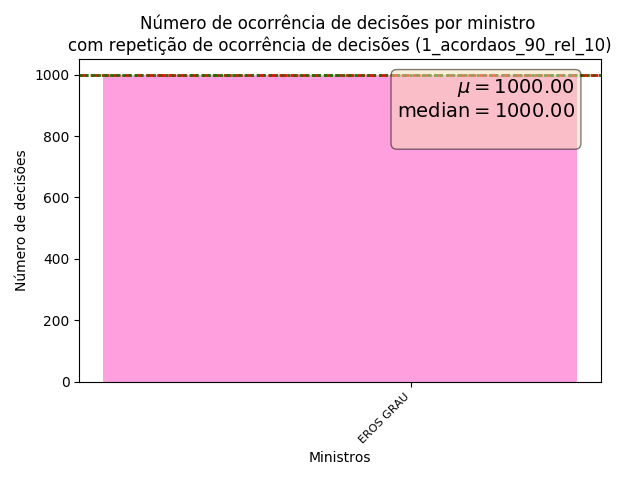 Número de ocorrência de decisões por ministro
com repetição de ocorrência de decisões (1_acordaos_90_rel_10)
μ = 1000.00
median = 1000.00
Número de decisões
1000
800
600
400
200
0
EROS GRAU
Ministros